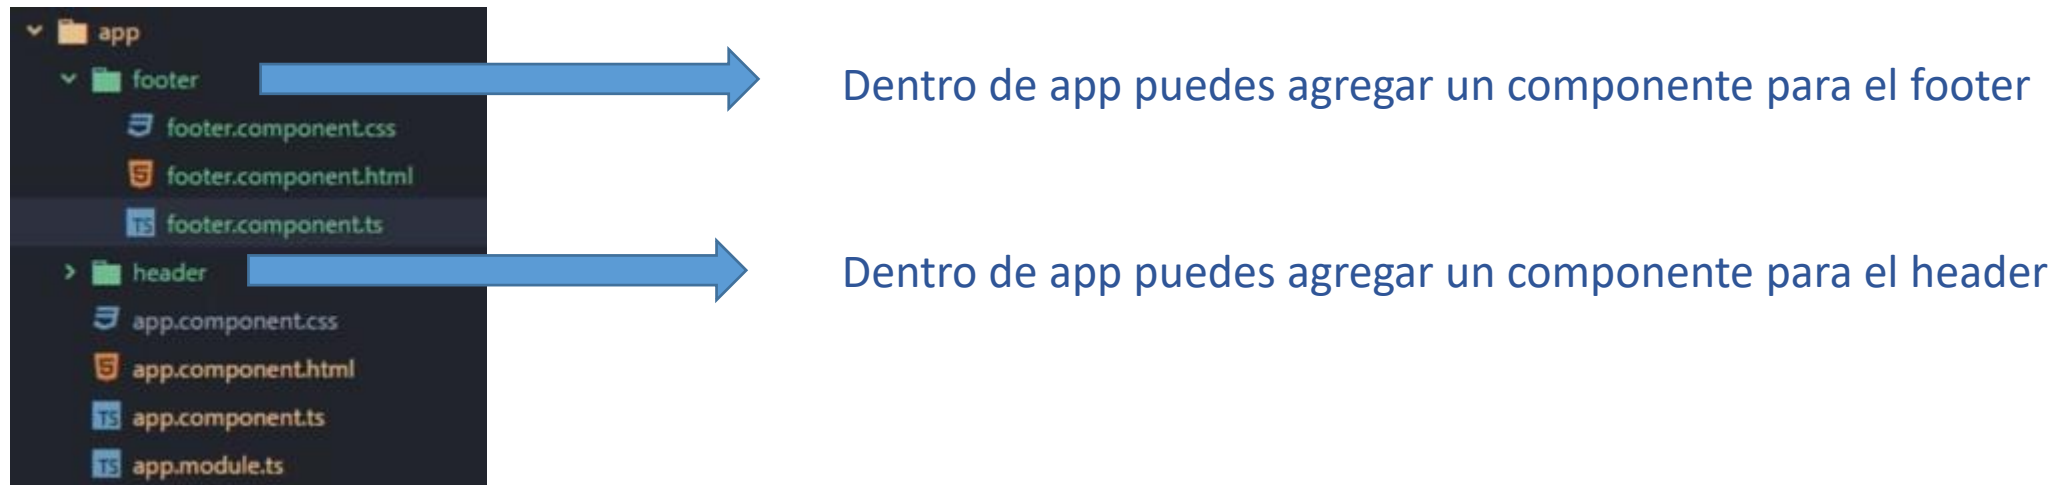 app
footer
Dentro de app puedes agregar un componente para el footer
footer.component.css
footer.component.html
footer.component.ts
header
Dentro de app puedes agregar un componente para el header
app.component.css
app.component.html
app.component.ts
app.module.ts